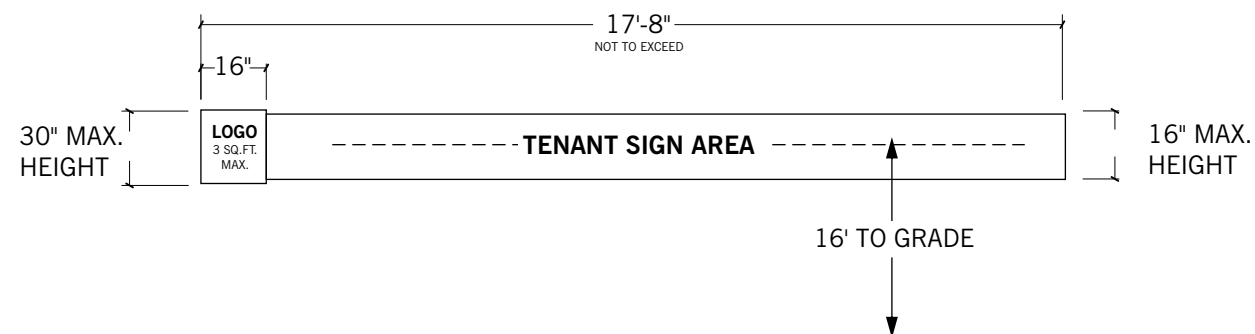 17'-8"
NOT TO EXCEED
16"
30" MAX.
HEIGHT
LOGO
3 SQ.FT.
MAX.
TENANT SIGN AREA
16" MAX.
HEIGHT
16' TO GRADE